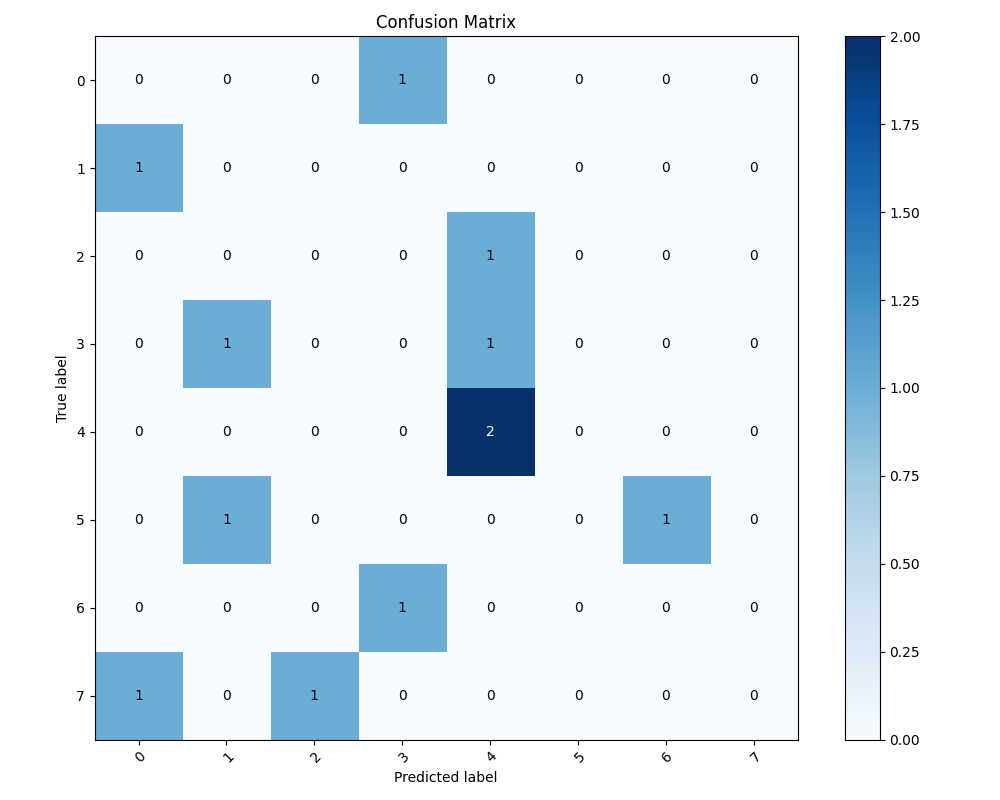 Confusion Matrix
0 0 0 0 1 0 0 0 0
1 1 0 0 0 0 0 0 0
2 0 0 0 0 1 0 0 0
3 0 1 0 0 1 0 0 0
4 0 0 0 0 2 0 0 0
5 0 1 0 0 0 0 1 0
6 0 0 0 1 0 0 0 0
7 1 0 1 0 0 0 0 0
0 1 2 3 4 5 6 7
Predicted label
True label
2.00
1.75
1.50
1.25
1.00
0.75
0.50
0.25
0.00